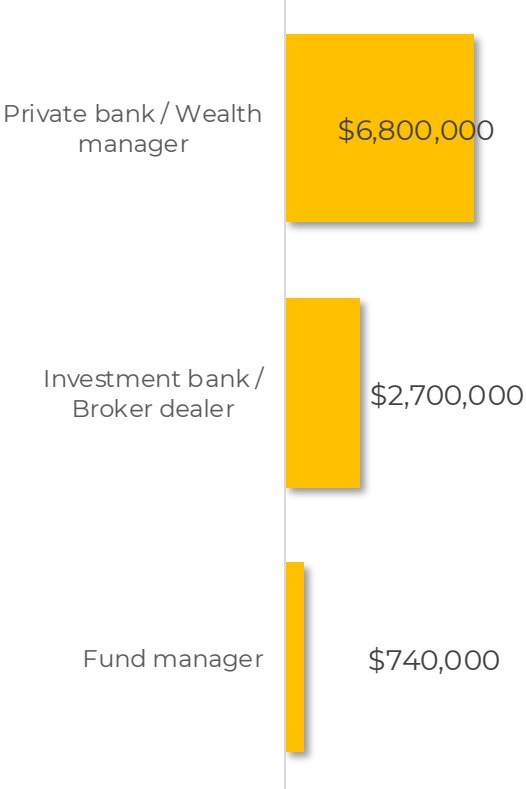 Private bank / Wealth
manager
$6,800,000
Investment bank /
Broker dealer
$2,700,000
Fund manager
$740,000